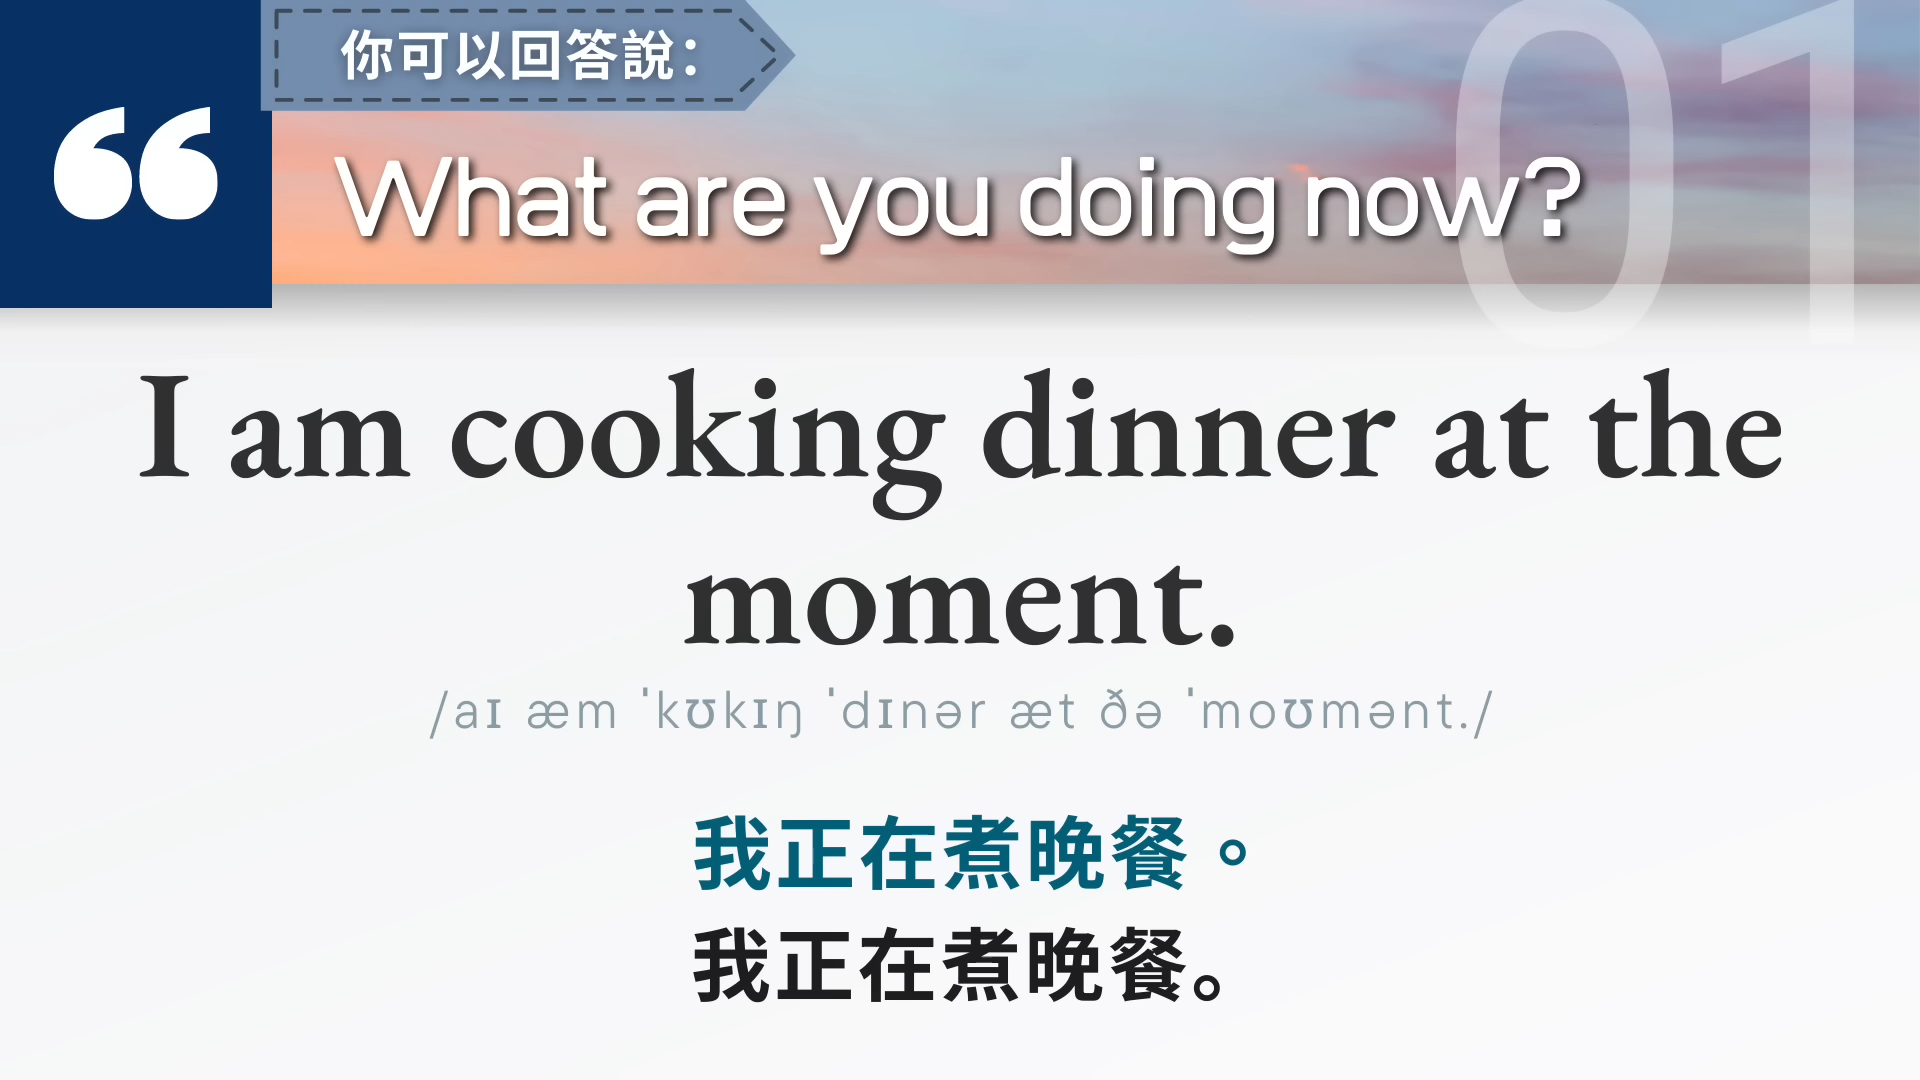 你可以回答說：
01
What are you doing now?
I am cooking dinner at the
moment.
/aɪ æm ˈkʊkɪŋ ˈdɪnər æt ðə ˈmoʊmənt./
我正在煮晚餐。
我正在煮晚餐。